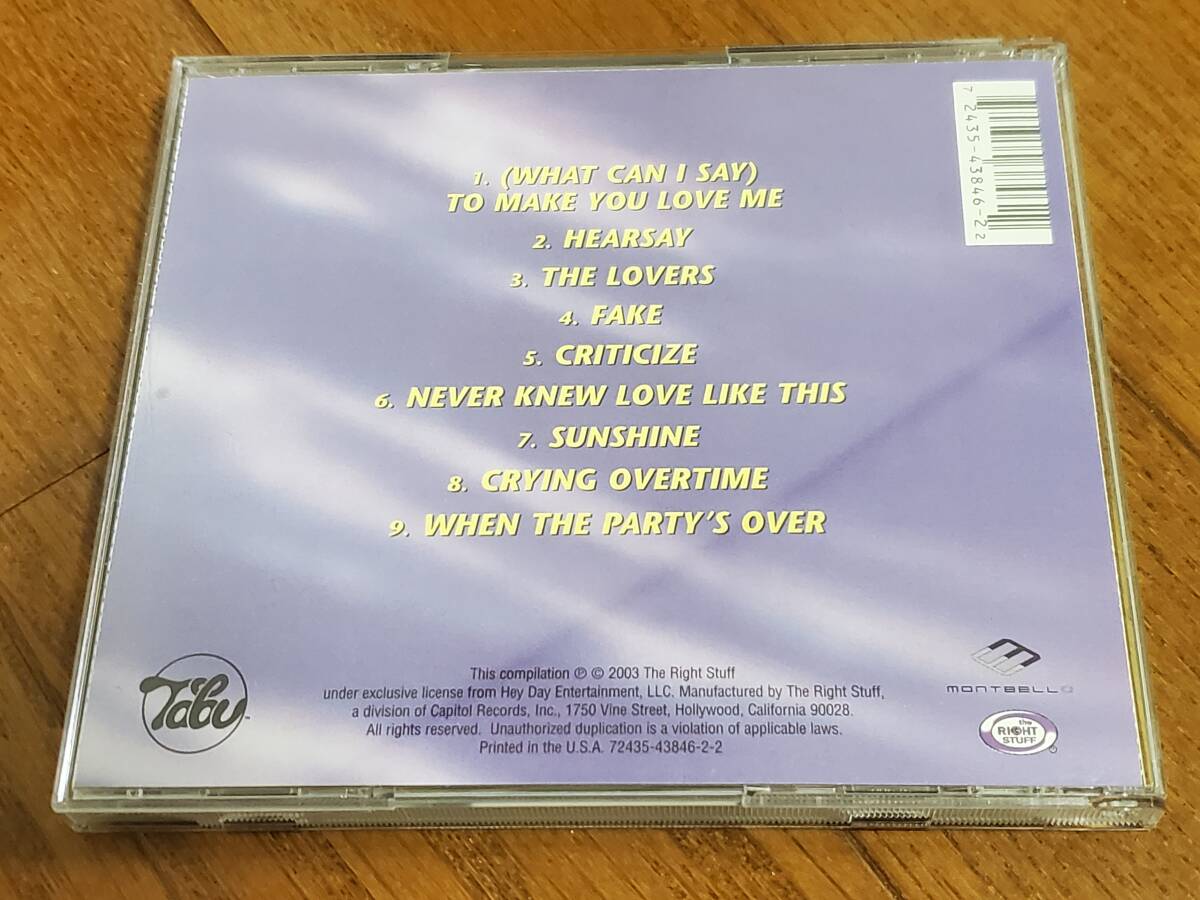 1. (WHAT CAN I SAY)
TO MAKE YOU LOVE ME
2. HEARSAY
3. THE LOVERS
4. FAKE
5. CRITICIZE
6. NEVER KNEW LOVE LIKE THIS
7. SUNSHINE
8. CRYING OVERTIME
9. WHEN THE PARTY'S OVER
7 2435-43846-2 2
Tabu
TM
This compilation ℗ © 2003 The Right Stuff
under exclusive license from Hey Day Entertainment, LLC. Manufactured by The Right Stuff,
a division of Capitol Records, Inc., 1750 Vine Street, Hollywood, California 90028.
All rights reserved. Unauthorized duplication is a violation of applicable laws.
Printed in the U.S.A. 72435-43846-2-2
MONTBELLO
the
RIGHT
STUFF
®